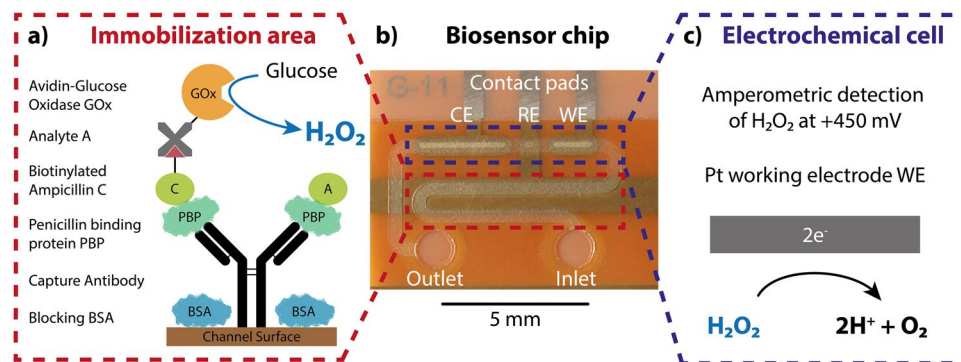 a) Immobilization area
Avidin-Glucose
Oxidase GOx
Analyte A
Biotinylated
Ampicillin C
Penicillin binding
protein PBP
Capture Antibody
Blocking BSA
GOx
Glucose
H₂O₂
C
A
PBP
PBP
BSA
BSA
Channel Surface
b) Biosensor chip
G-11
Contact pads
CE RE WE
Outlet Inlet
5 mm
c) Electrochemical cell
Amperometric detection
of H₂O₂ at +450 mV
Pt working electrode WE
2e⁻
H₂O₂ 2H⁺ + O₂